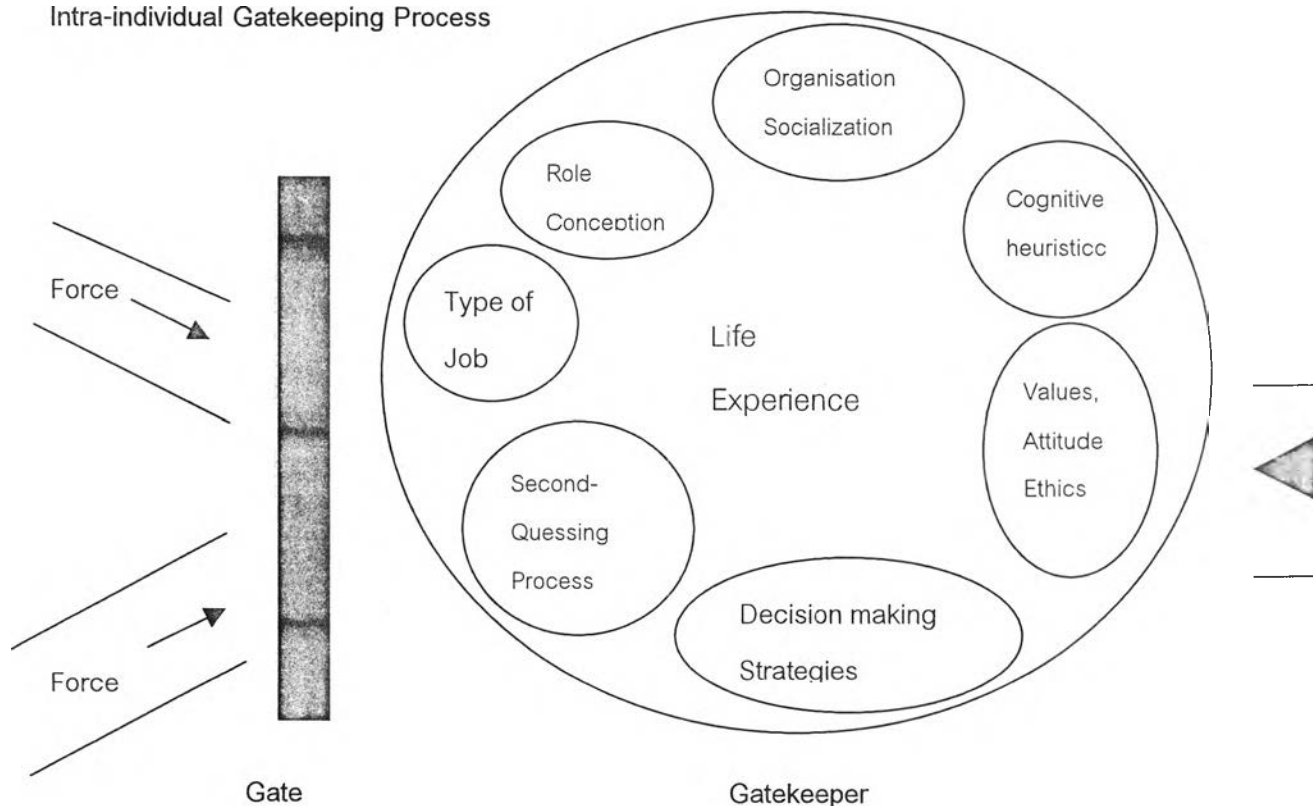 Intra-individual Gatekeeping Process
Organisation
Socialization
Role
Conception
Cognitive
heuristicc
Force
Type of
Job
Life
Experience
Values,
Attitude
Ethics
Second-
Quessing
Process
Decision making
Strategies
Force
Gate
Gatekeeper